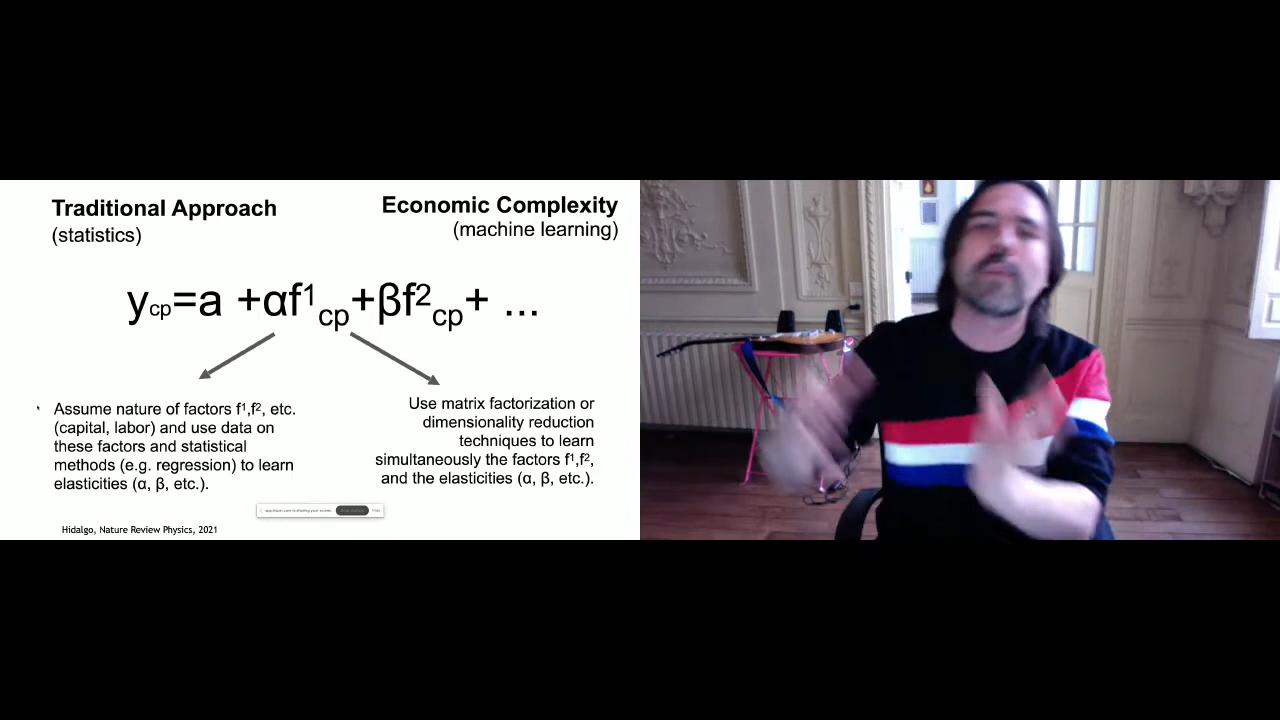 Traditional Approach
(statistics)
Economic Complexity
(machine learning)
ycp=a +αf¹cp+βf²cp+ ...
Assume nature of factors f¹,f², etc.
(capital, labor) and use data on
these factors and statistical
methods (e.g. regression) to learn
elasticities (α, β, etc.).
Use matrix factorization or
dimensionality reduction
techniques to learn
simultaneously the factors f¹,f²,
and the elasticities (α, β, etc.).
Hidalgo, Nature Review Physics, 2021